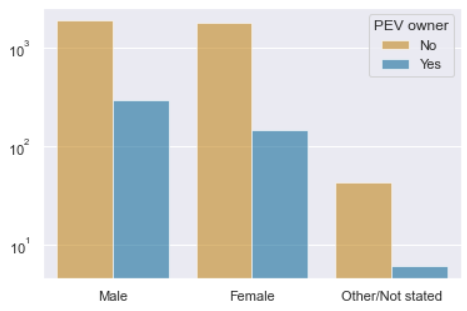 PEV owner
No
Yes
10³
10²
10¹
Male Female Other/Not stated